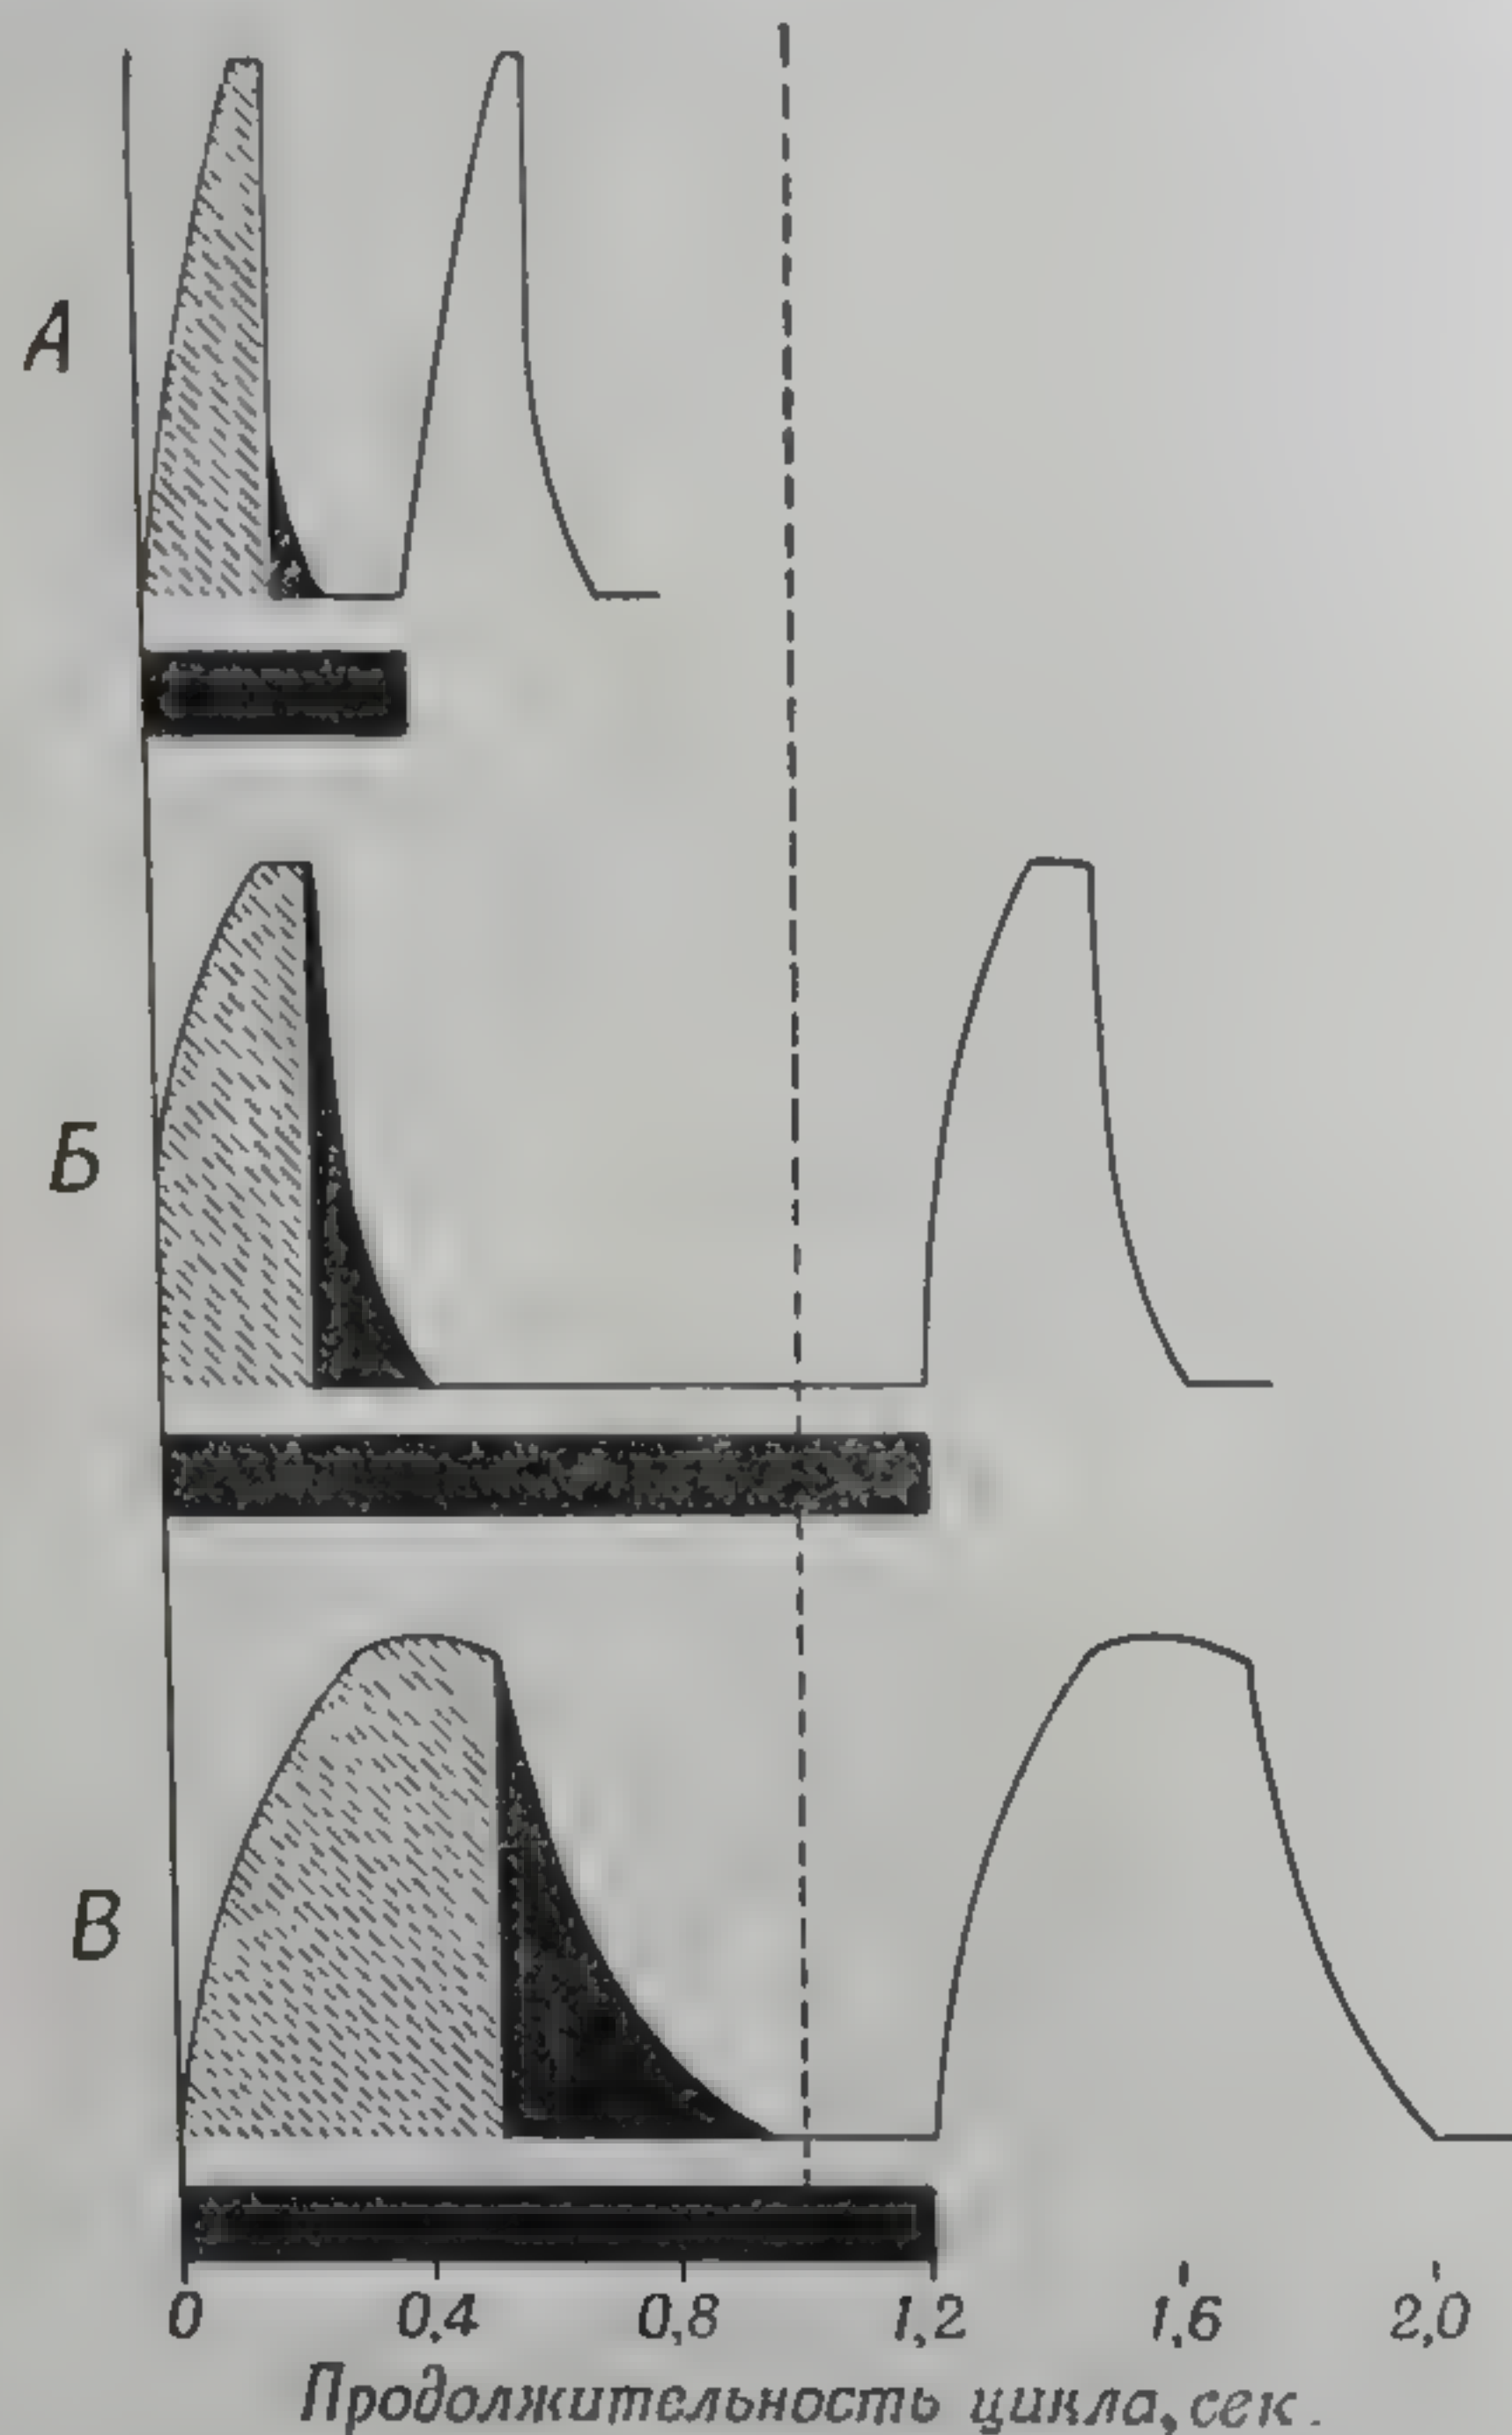 А
Б
В
0 0,4 0,8 1,2 1,6 2,0
Продолжительность цикла, сек.